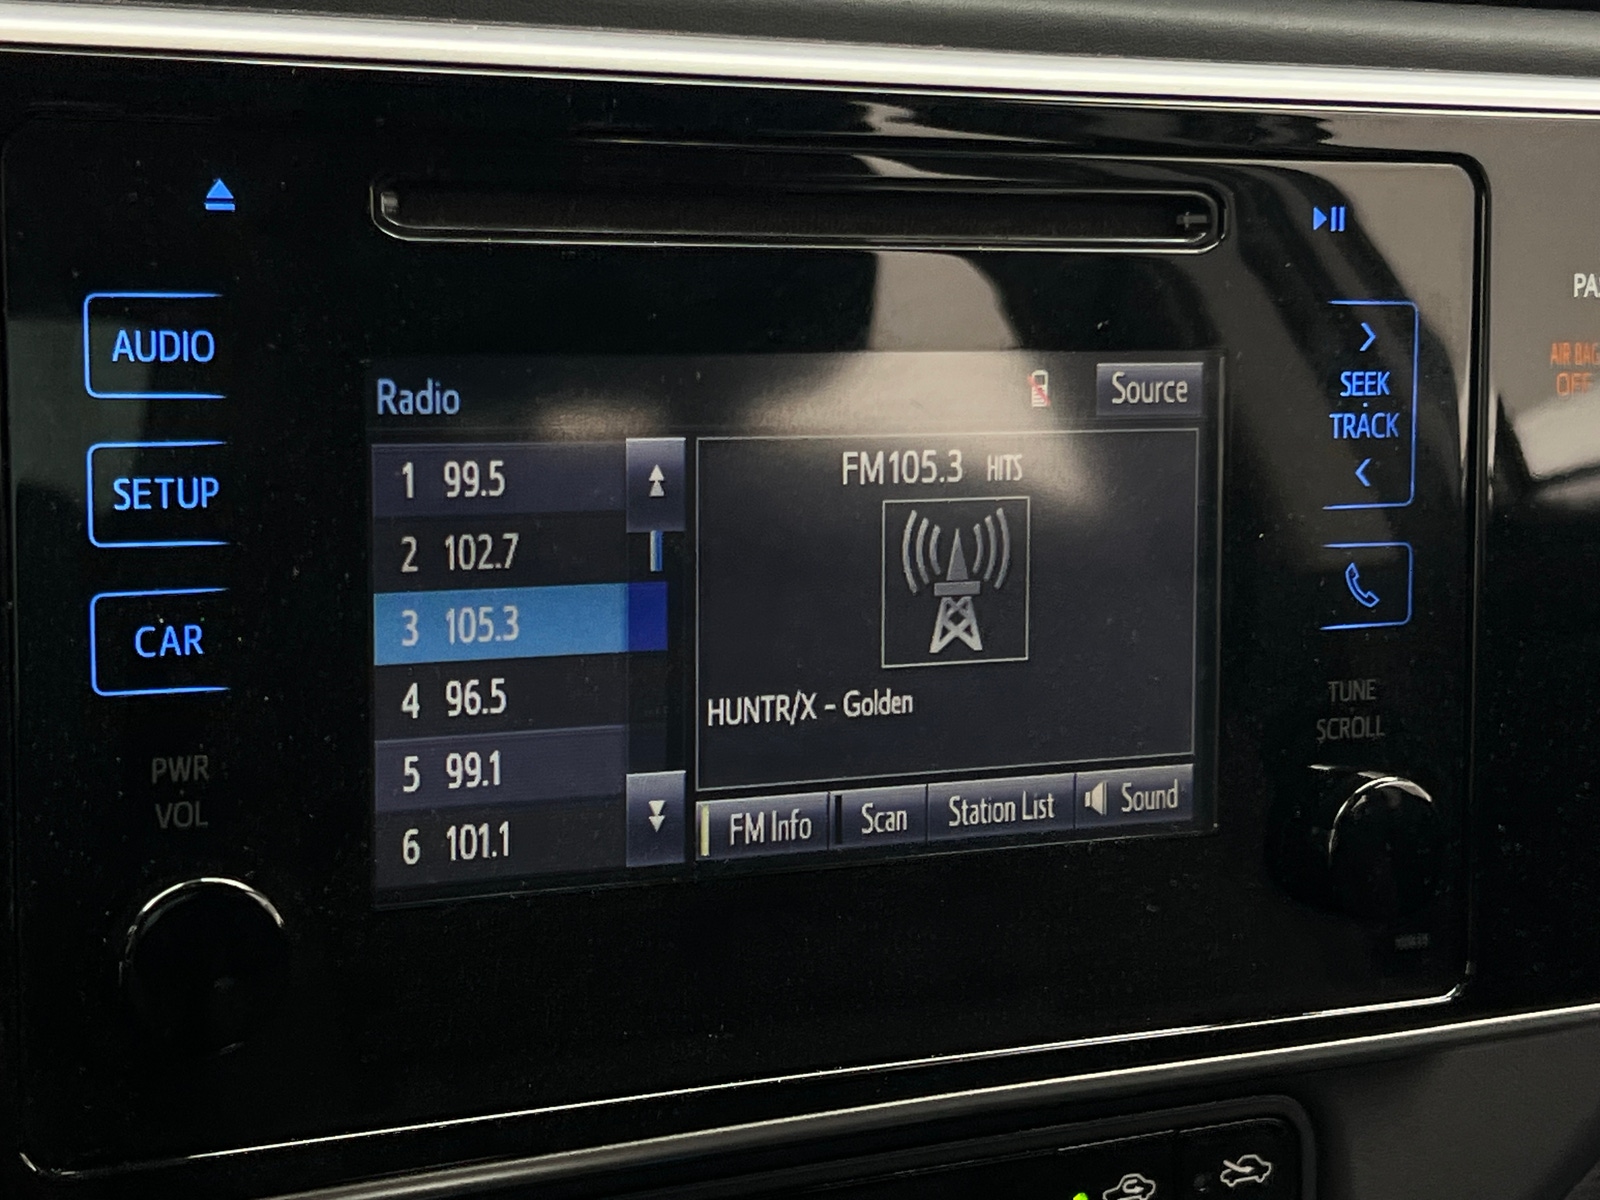 AUDIO
SETUP
CAR
PWR
VOL
Radio
Source
1 99.5
2 102.7
3 105.3
4 96.5
5 99.1
6 101.1
FM105.3 HITS
HUNTR/X - Golden
FM Info
Scan
Station List
Sound
SEEK
TRACK
TUNE
SCROLL
AIR BAG
OFF